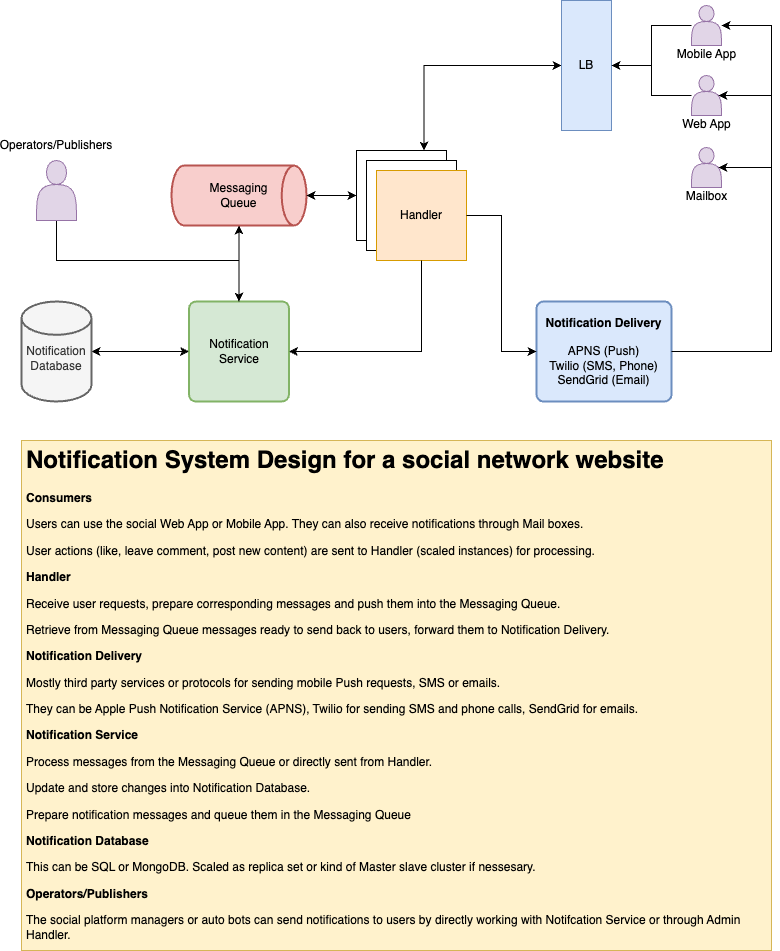 LB
Mobile App
Web App
Mailbox
Operators/Publishers
Messaging
Queue
Handler
Notification
Database
Notification
Service
Notification Delivery
APNS (Push)
Twilio (SMS, Phone)
SendGrid (Email)
Notification System Design for a social network website
Consumers
Users can use the social Web App or Mobile App. They can also receive notifications through Mail boxes.
User actions (like, leave comment, post new content) are sent to Handler (scaled instances) for processing.
Handler
Receive user requests, prepare corresponding messages and push them into the Messaging Queue.
Retrieve from Messaging Queue messages ready to send back to users, forward them to Notification Delivery.
Notification Delivery
Mostly third party services or protocols for sending mobile Push requests, SMS or emails.
They can be Apple Push Notification Service (APNS), Twilio for sending SMS and phone calls, SendGrid for emails.
Notification Service
Process messages from the Messaging Queue or directly sent from Handler.
Update and store changes into Notification Database.
Prepare notification messages and queue them in the Messaging Queue
Notification Database
This can be SQL or MongoDB. Scaled as replica set or kind of Master slave cluster if nessesary.
Operators/Publishers
The social platform managers or auto bots can send notifications to users by directly working with Notifcation Service or through Admin
Handler.